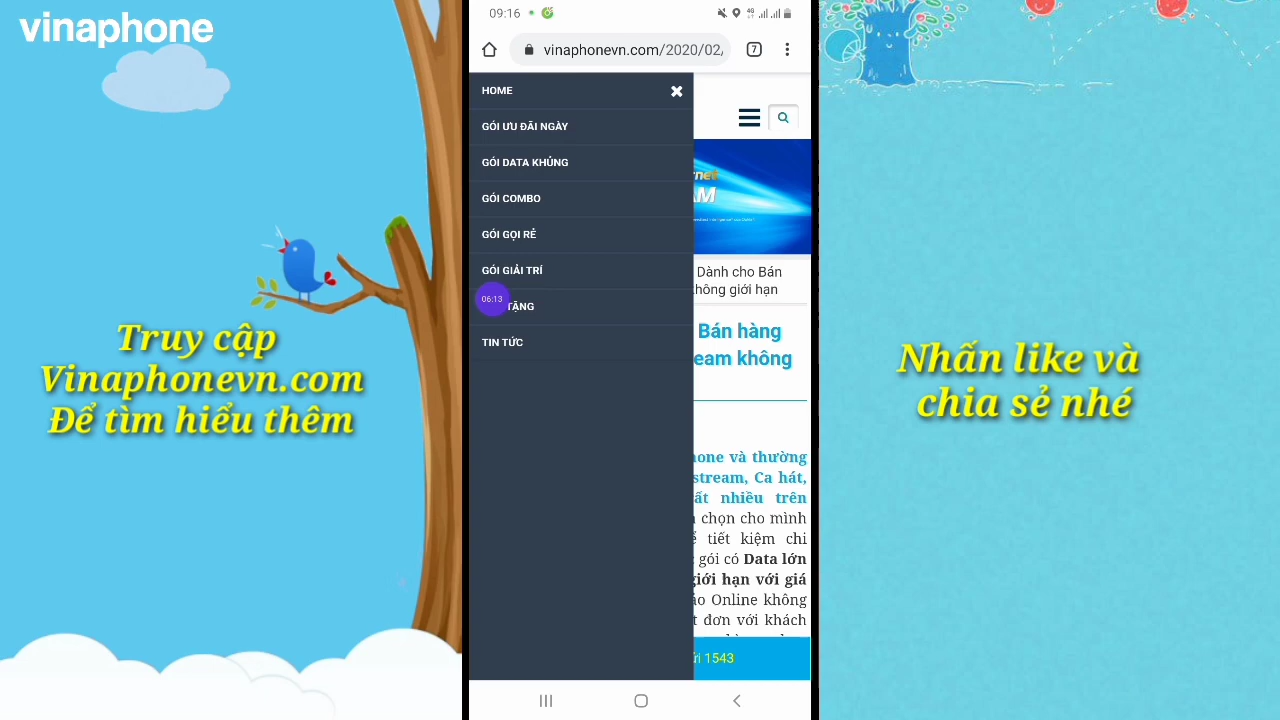 vinaphone
Truy cập
Vinaphonevn.com
Để tìm hiểu thêm
09:16
4G
vinaphonevn.com/2020/02/
7
HOME
GÓI ƯU ĐÃI NGÀY
GÓI DATA KHỦNG
GÓI COMBO
GÓI GỌI RẺ
GÓI GIẢI TRÍ
06:13
TẶNG
TIN TỨC
rnet
AM
Dành cho Bán
hông giới hạn
Bán hàng
eam không
hone và thường
stream, Ca hát,
ất nhiều trên
chọn cho mình
ể tiết kiệm chi
gói có Data lớn
giới hạn với giá
ảo Online không
t đơn với khách
1543
Nhấn like và
chia sẻ nhé